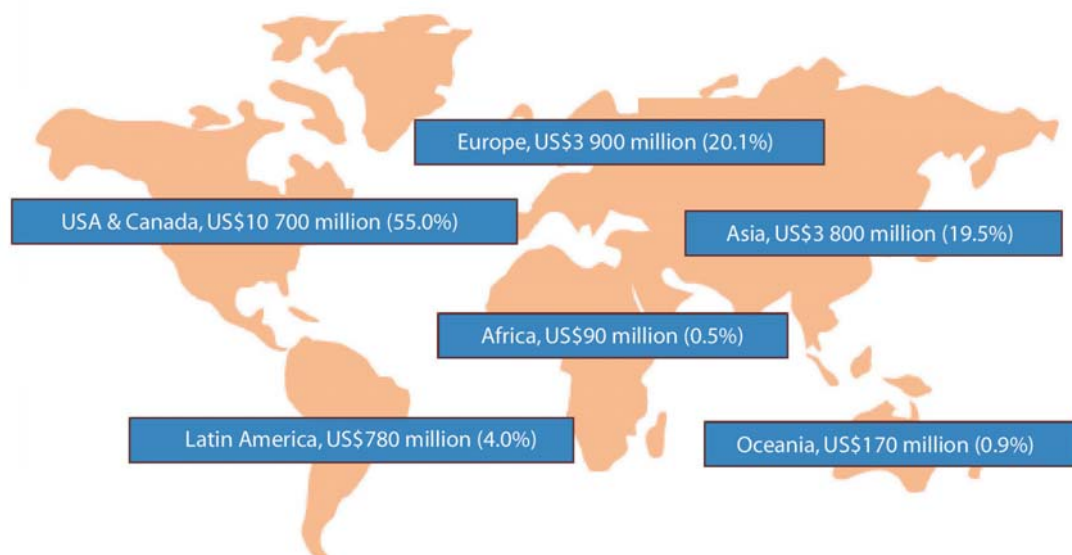 Europe, US$3 900 million (20.1%)
USA & Canada, US$10 700 million (55.0%)
Asia, US$3 800 million (19.5%)
Africa, US$90 million (0.5%)
Latin America, US$780 million (4.0%)
Oceania, US$170 million (0.9%)